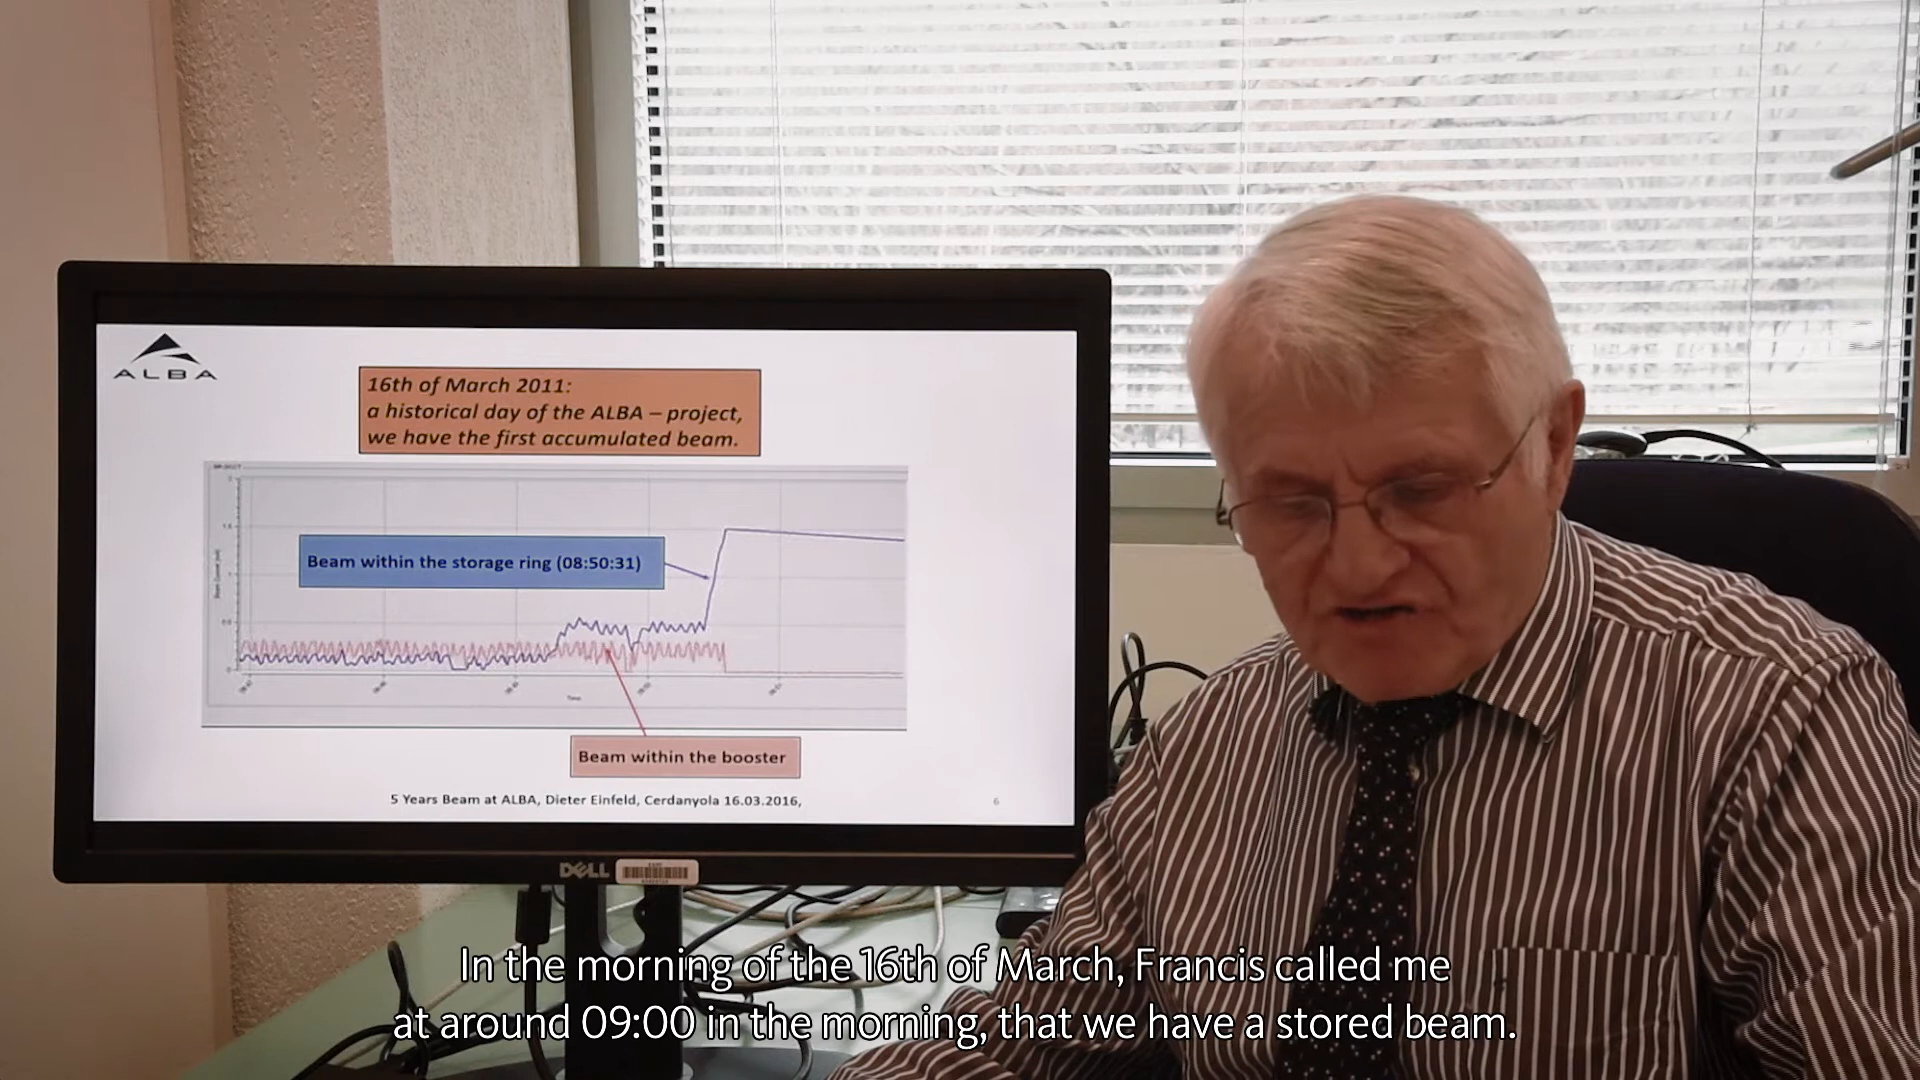 ALBA
16th of March 2011:
a historical day of the ALBA – project,
we have the first accumulated beam.
Beam within the storage ring (08:50:31)
Beam within the booster
5 Years Beam at ALBA, Dieter Einfeld, Cerdanyola 16.03.2016,
6
DELL
In the morning of the 16th of March, Francis called me
at around 09:00 in the morning, that we have a stored beam.